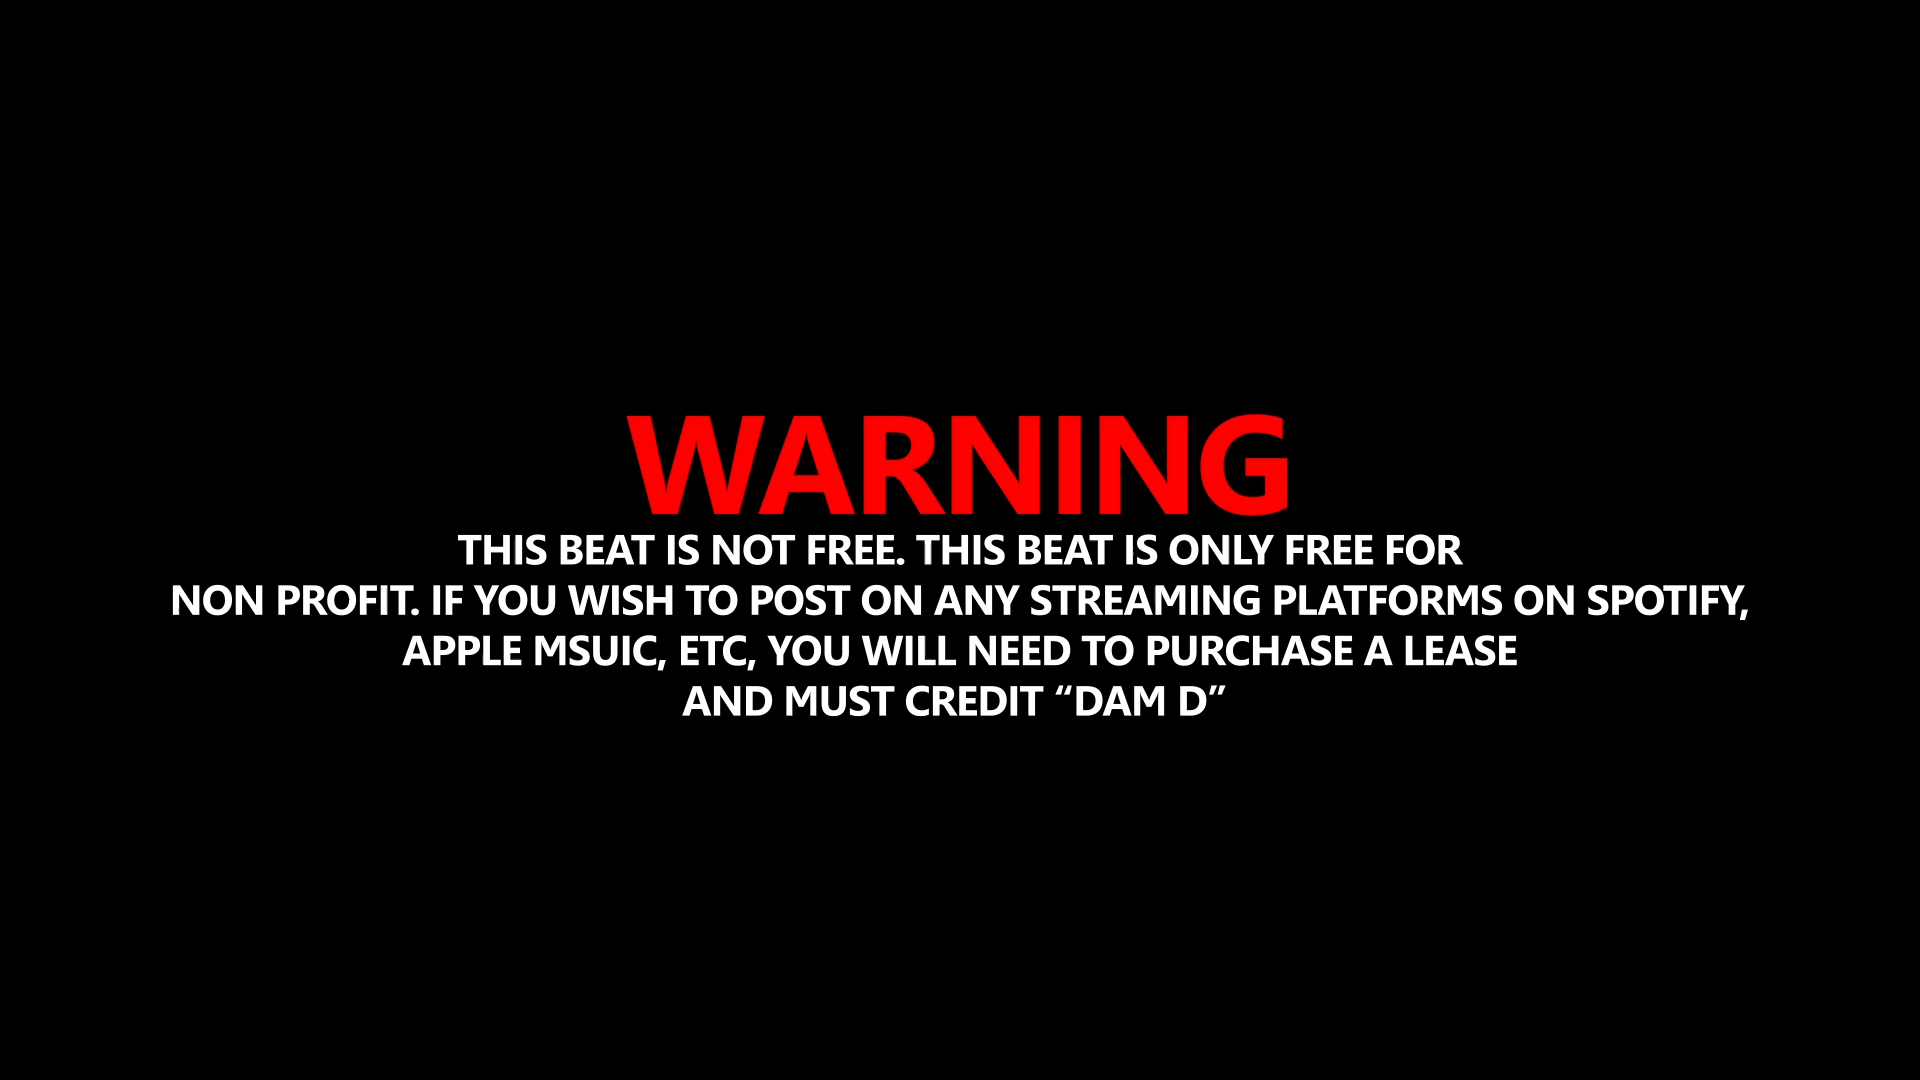 WARNING
THIS BEAT IS NOT FREE. THIS BEAT IS ONLY FREE FOR
NON PROFIT. IF YOU WISH TO POST ON ANY STREAMING PLATFORMS ON SPOTIFY,
APPLE MSUIC, ETC, YOU WILL NEED TO PURCHASE A LEASE
AND MUST CREDIT “DAM D”